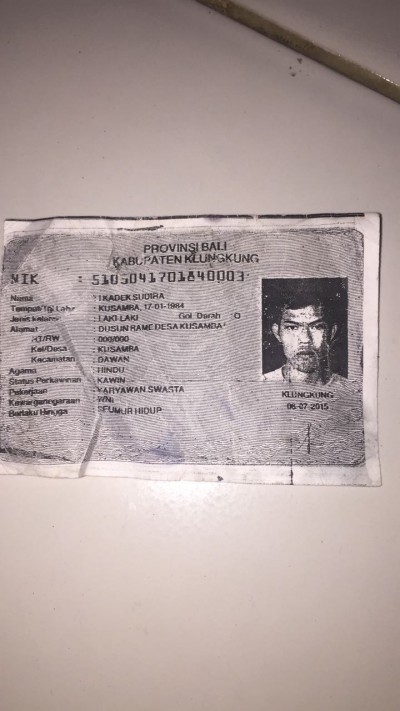 PROVINSI BALI
KABUPATEN KLUNGKUNG
NIK : 5105041701840003
Nama : I KADEK SUDIRA
Tempat/Tgl Lahir : KUSAMBA, 17-01-1984
Jenis kelamin : LAKI-LAKI Gol. Darah O
Alamat : DUSUN RAME DESA KUSAMBA
RT/RW : 000/000
Kel/Desa : KUSAMBA
Kecamatan : DAWAN
Agama : HINDU
Status Perkawinan : KAWIN
Pekerjaan : KARYAWAN SWASTA
Kewarganegaraan : WNI
Berlaku Hingga : SEUMUR HIDUP
KLUNGKUNG
06-07-2015